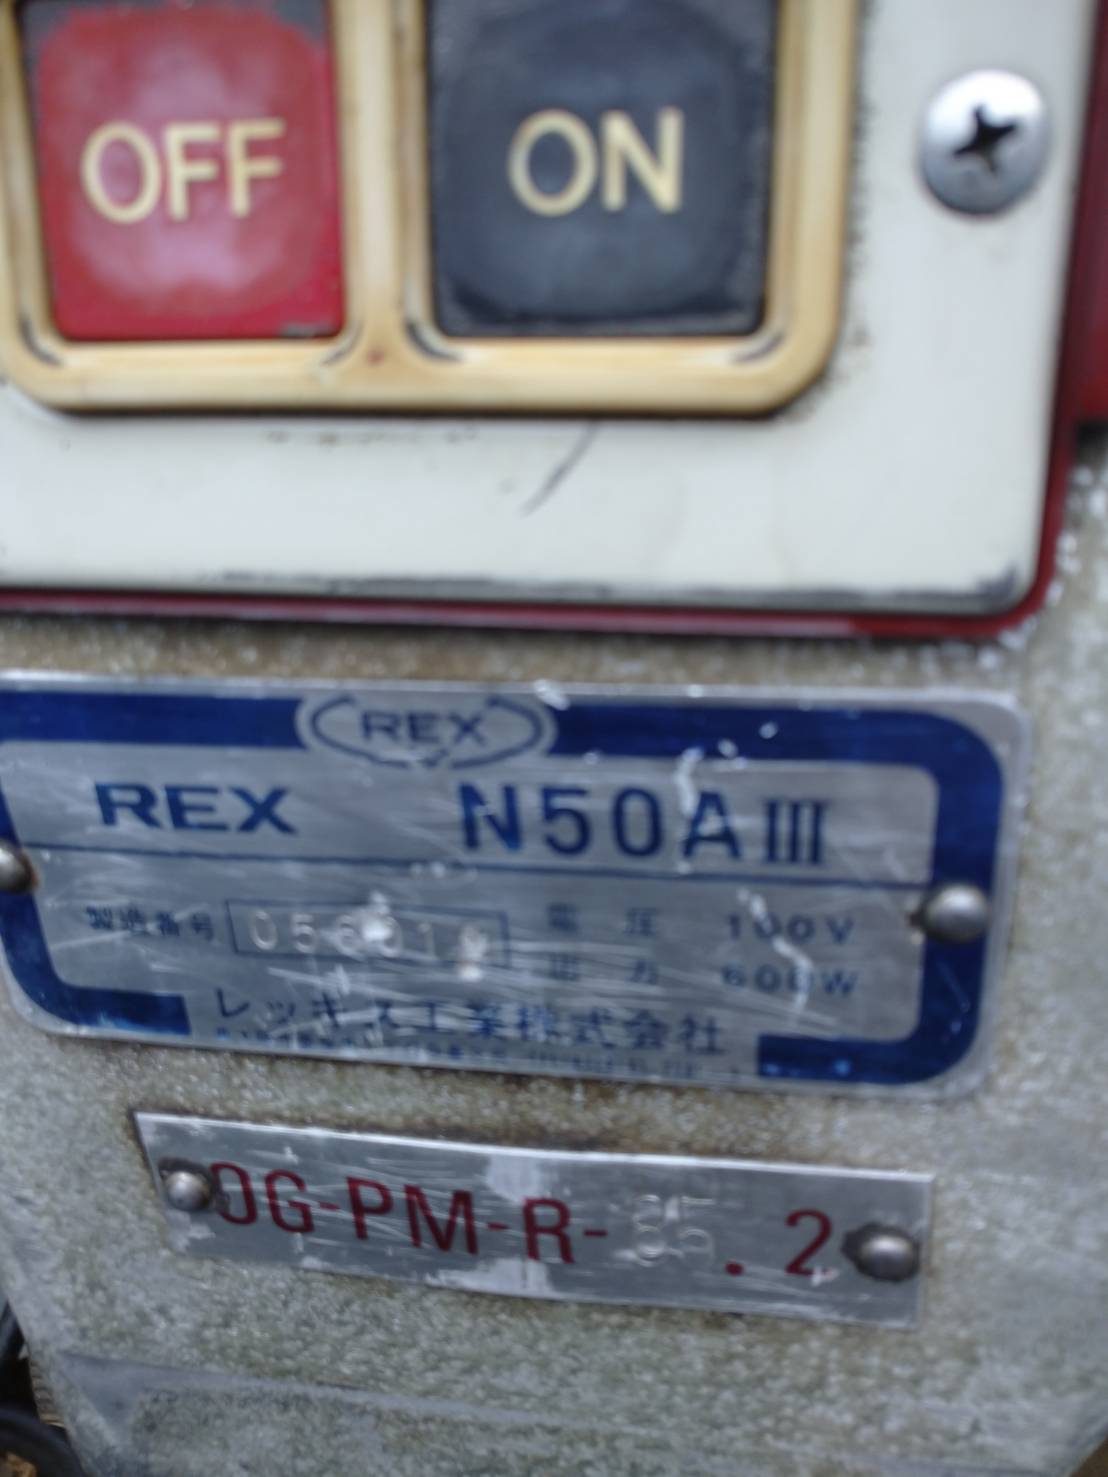 OFF ON
REX
REX N50AIII
製造番号 電圧 100V
出力 600W
レッキス工業株式会社
OG-PM-R- .2